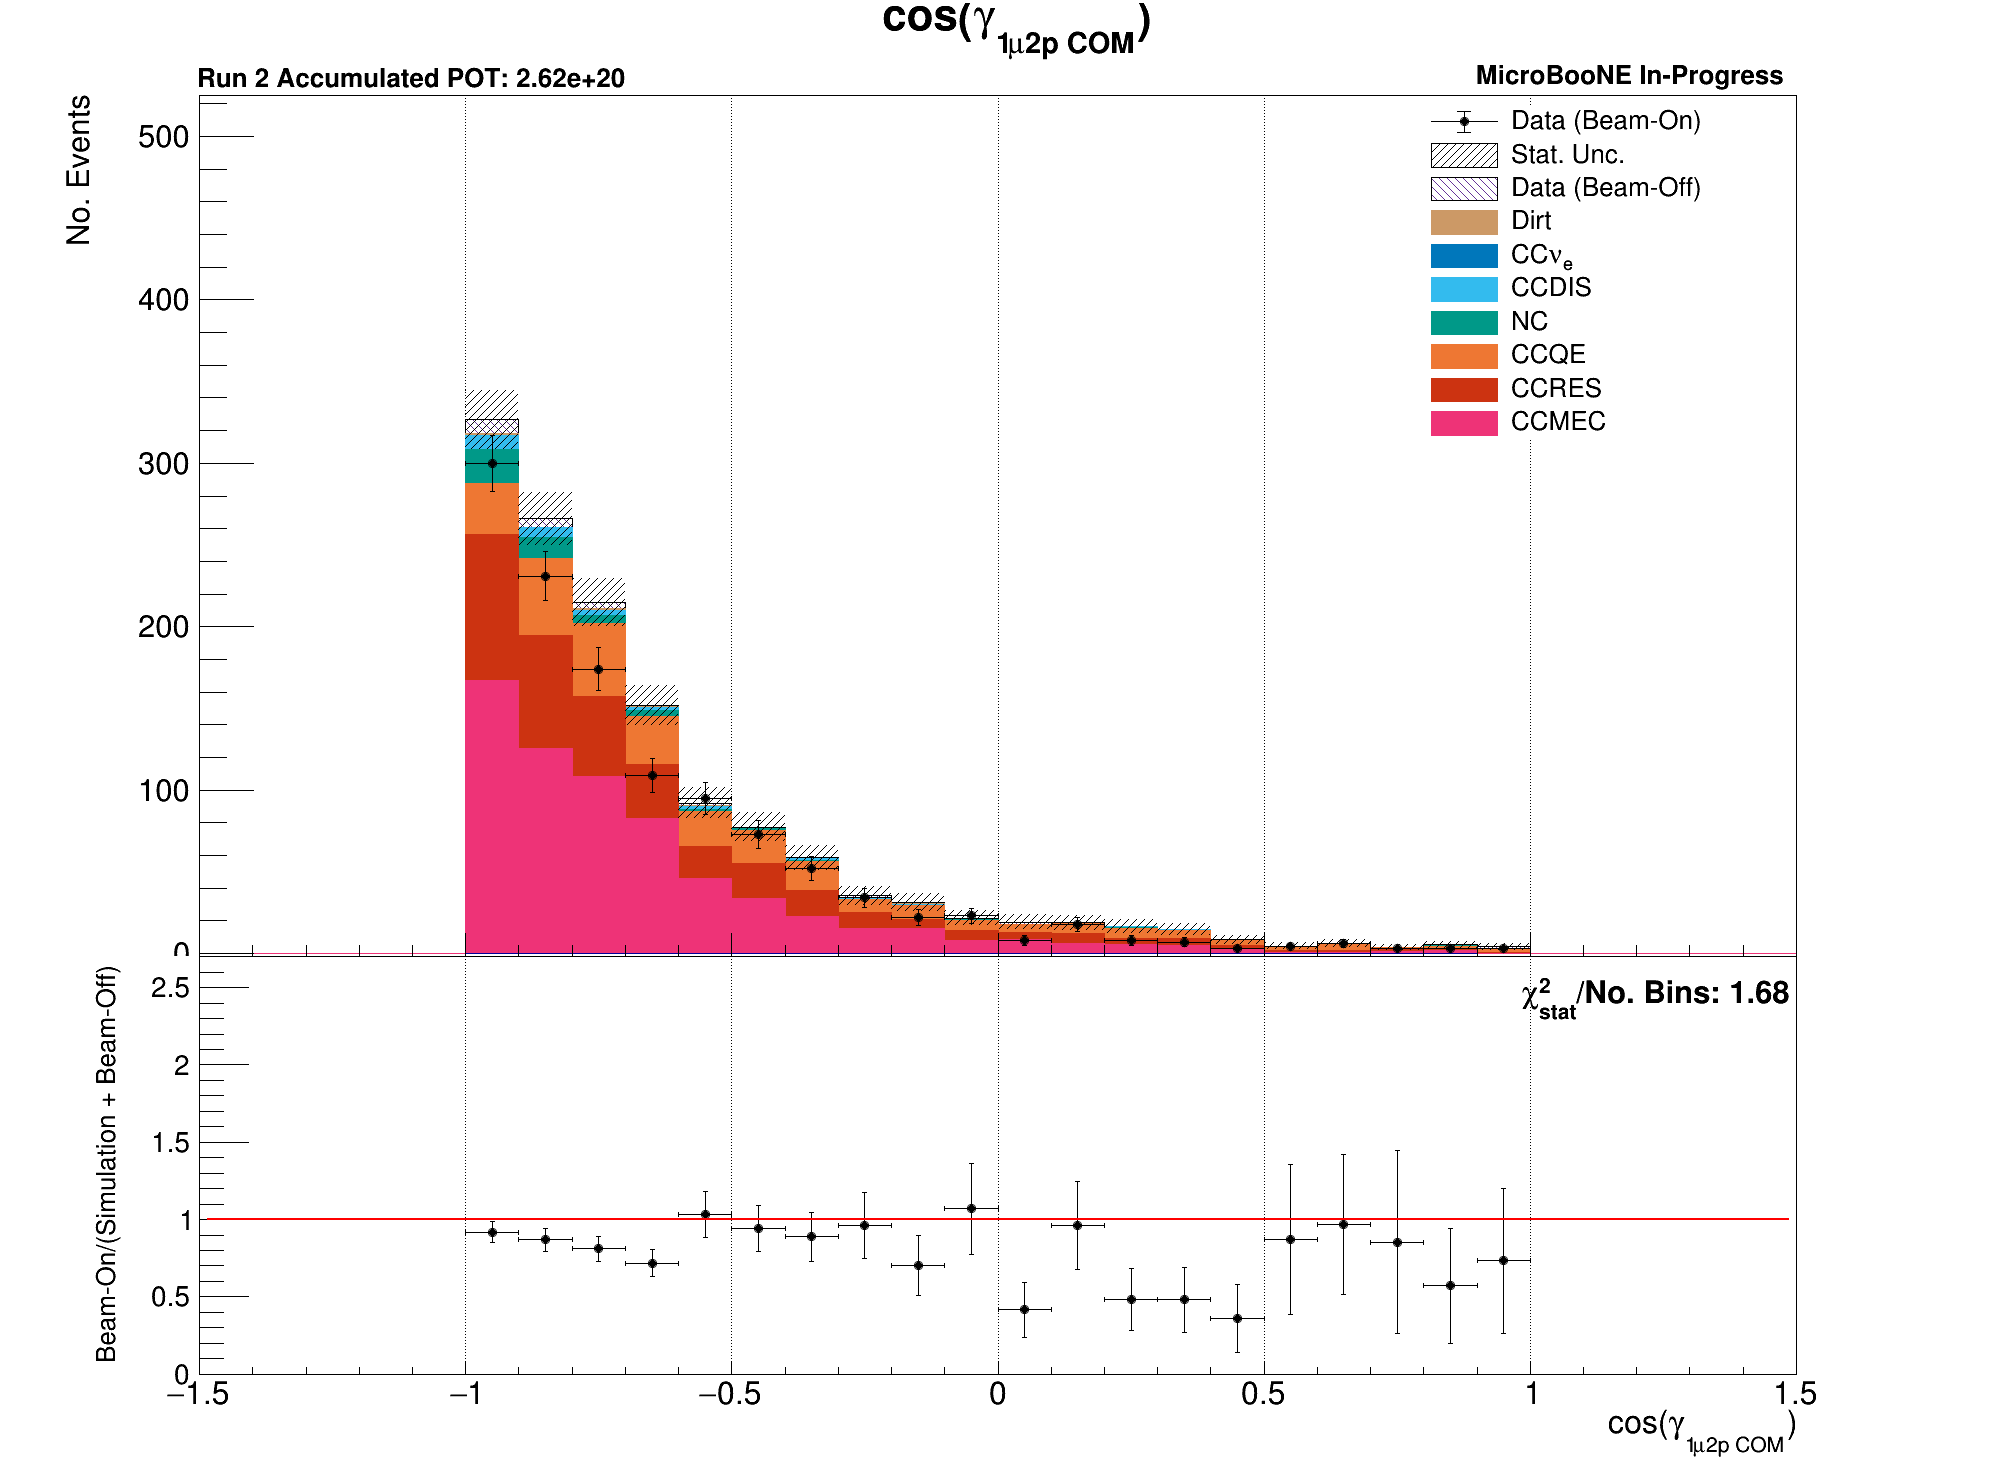 cos(γ1μ2p COM)
Run 2 Accumulated POT: 2.62e+20
MicroBooNE In-Progress
No. Events
500
400
300
200
100
0
Data (Beam-On)
Stat. Unc.
Data (Beam-Off)
Dirt
CCνe
CCDIS
NC
CCQE
CCRES
CCMEC
Beam-On/(Simulation + Beam-Off)
χ²stat/No. Bins: 1.68
2.5
2
1.5
1
0.5
0
−1.5 −1 −0.5 0 0.5 1 1.5
cos(γ1μ2p COM)